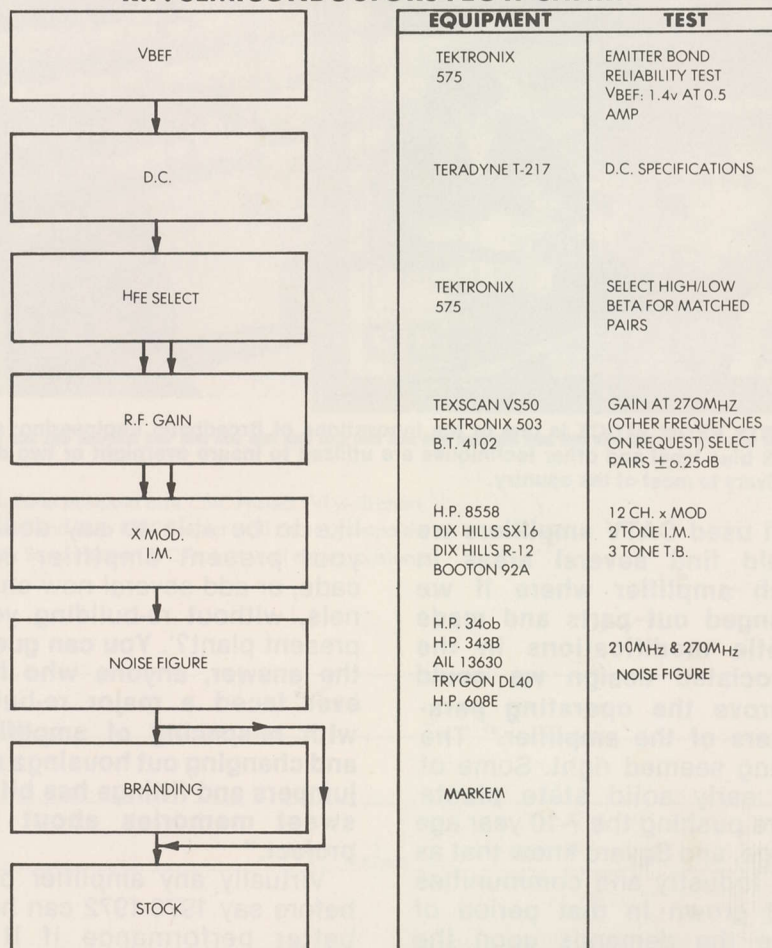 EQUIPMENT TEST
VBEF
TEKTRONIX
575
EMITTER BOND
RELIABILITY TEST
VBEF: 1.4v AT 0.5
AMP
D.C.
TERADYNE T-217
D.C. SPECIFICATIONS
HFE SELECT
TEKTRONIX
575
SELECT HIGH/LOW
BETA FOR MATCHED
PAIRS
R.F. GAIN
TEXSCAN VS50
TEKTRONIX 503
B.T. 4102
GAIN AT 270MHZ
(OTHER FREQUENCIES
ON REQUEST) SELECT
PAIRS ± o.25dB
X MOD.
I.M.
H.P. 8558
DIX HILLS SX16
DIX HILLS R-12
BOOTON 92A
12 CH. x MOD
2 TONE I.M.
3 TONE T.B.
NOISE FIGURE
H.P. 34ob
H.P. 343B
AIL 13630
TRYGON DL40
H.P. 608E
210MHZ & 270MHZ
NOISE FIGURE
BRANDING
MARKEM
STOCK